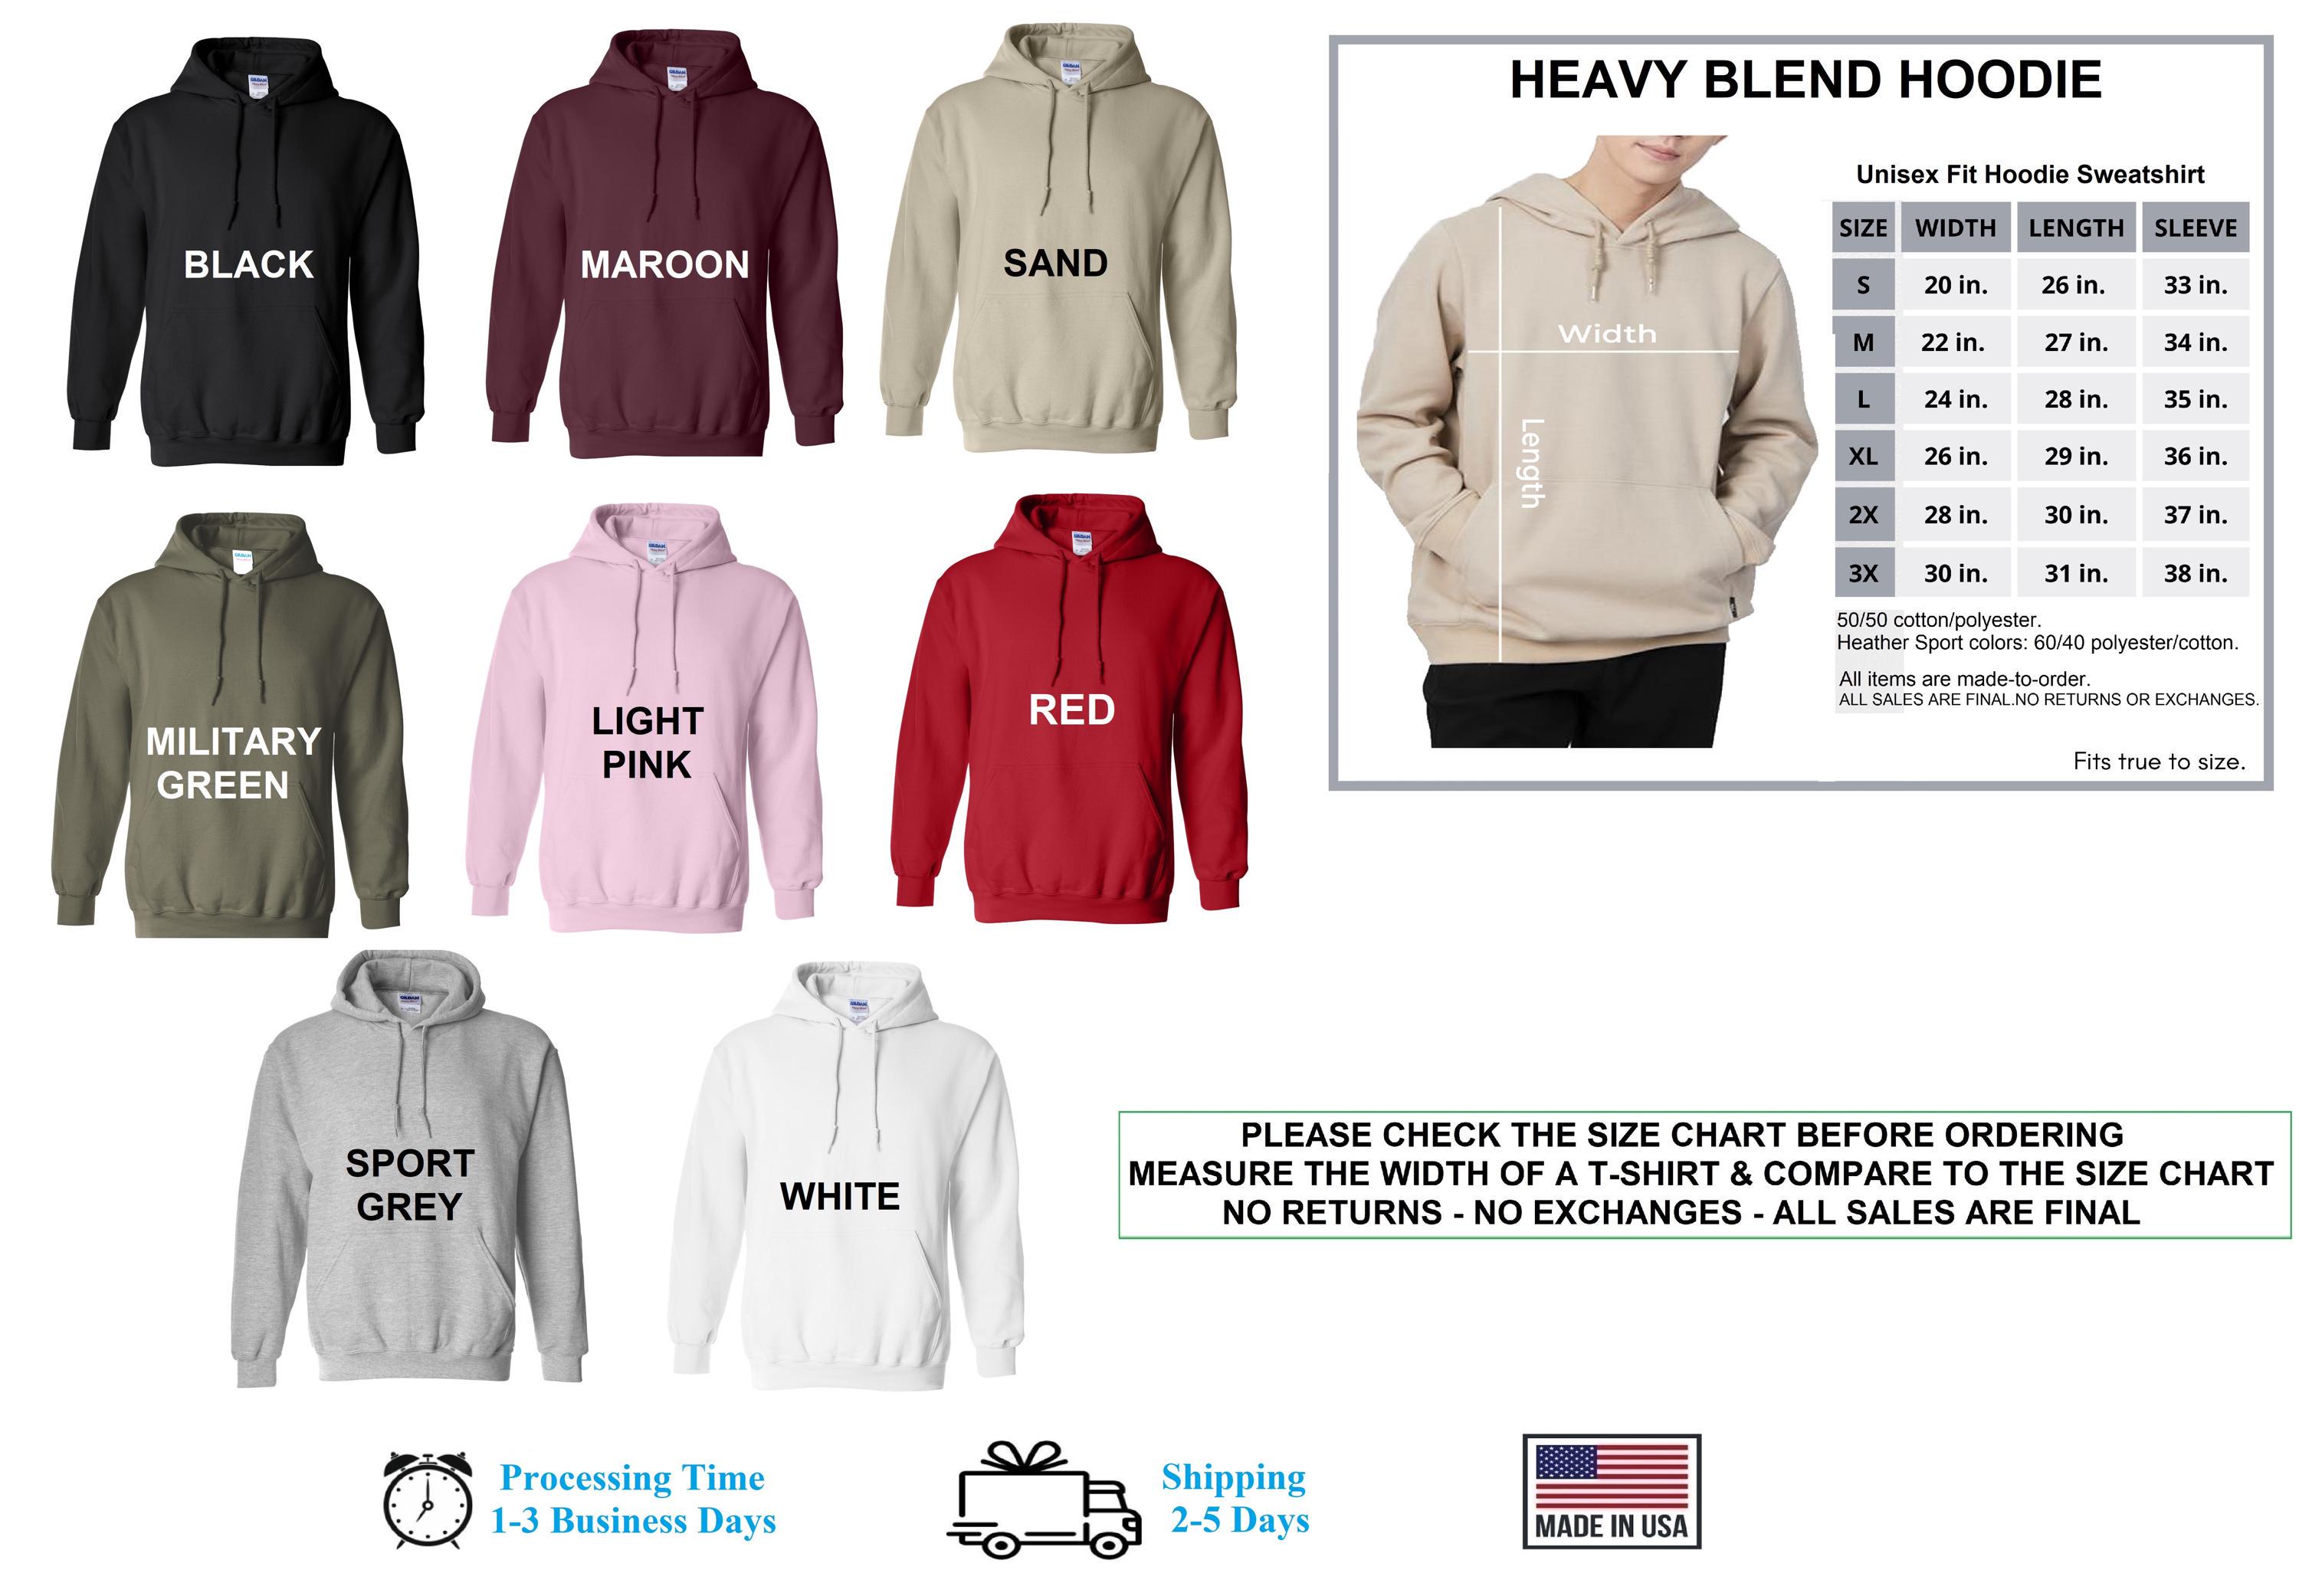 BLACK
MAROON
SAND
MILITARY
GREEN
LIGHT
PINK
RED
SPORT
GREY
WHITE
HEAVY BLEND HOODIE
Width
Length
Unisex Fit Hoodie Sweatshirt
SIZE WIDTH LENGTH SLEEVE
S 20 in. 26 in. 33 in.
M 22 in. 27 in. 34 in.
L 24 in. 28 in. 35 in.
XL 26 in. 29 in. 36 in.
2X 28 in. 30 in. 37 in.
3X 30 in. 31 in. 38 in.
50/50 cotton/polyester.
Heather Sport colors: 60/40 polyester/cotton.
All items are made-to-order.
ALL SALES ARE FINAL.NO RETURNS OR EXCHANGES.
Fits true to size.
PLEASE CHECK THE SIZE CHART BEFORE ORDERING
MEASURE THE WIDTH OF A T-SHIRT & COMPARE TO THE SIZE CHART
NO RETURNS - NO EXCHANGES - ALL SALES ARE FINAL
Processing Time
1-3 Business Days
Shipping
2-5 Days
MADE IN USA